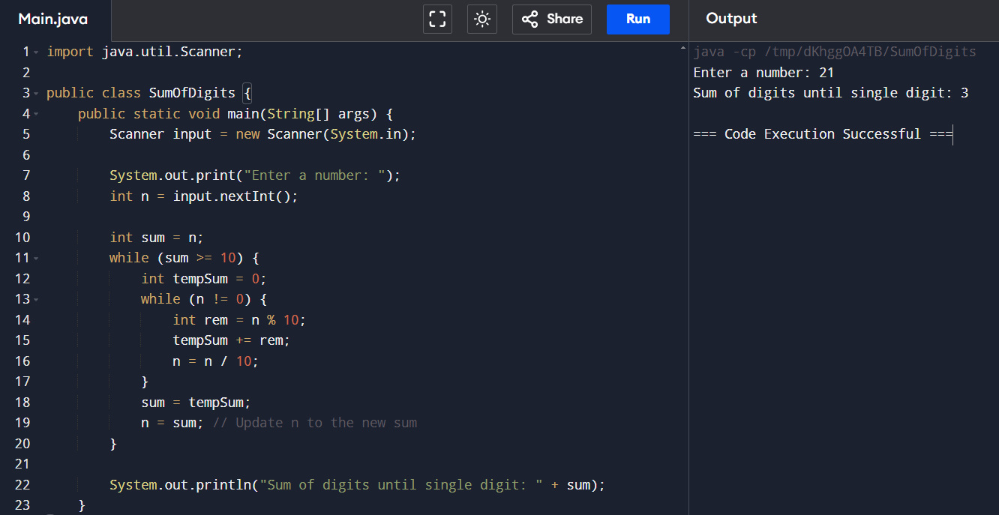 Main.java
Share
Run
Output
1 import java.util.Scanner;
2
3 public class SumOfDigits {
4 public static void main(String[] args) {
5 Scanner input = new Scanner(System.in);
6
7 System.out.print("Enter a number: ");
8 int n = input.nextInt();
9
10 int sum = n;
11 while (sum >= 10) {
12 int tempSum = 0;
13 while (n != 0) {
14 int rem = n % 10;
15 tempSum += rem;
16 n = n / 10;
17 }
18 sum = tempSum;
19 n = sum; // Update n to the new sum
20 }
21
22 System.out.println("Sum of digits until single digit: " + sum);
23 }
java -cp /tmp/dKhggOA4TB/SumOfDigits
Enter a number: 21
Sum of digits until single digit: 3
=== Code Execution Successful ===